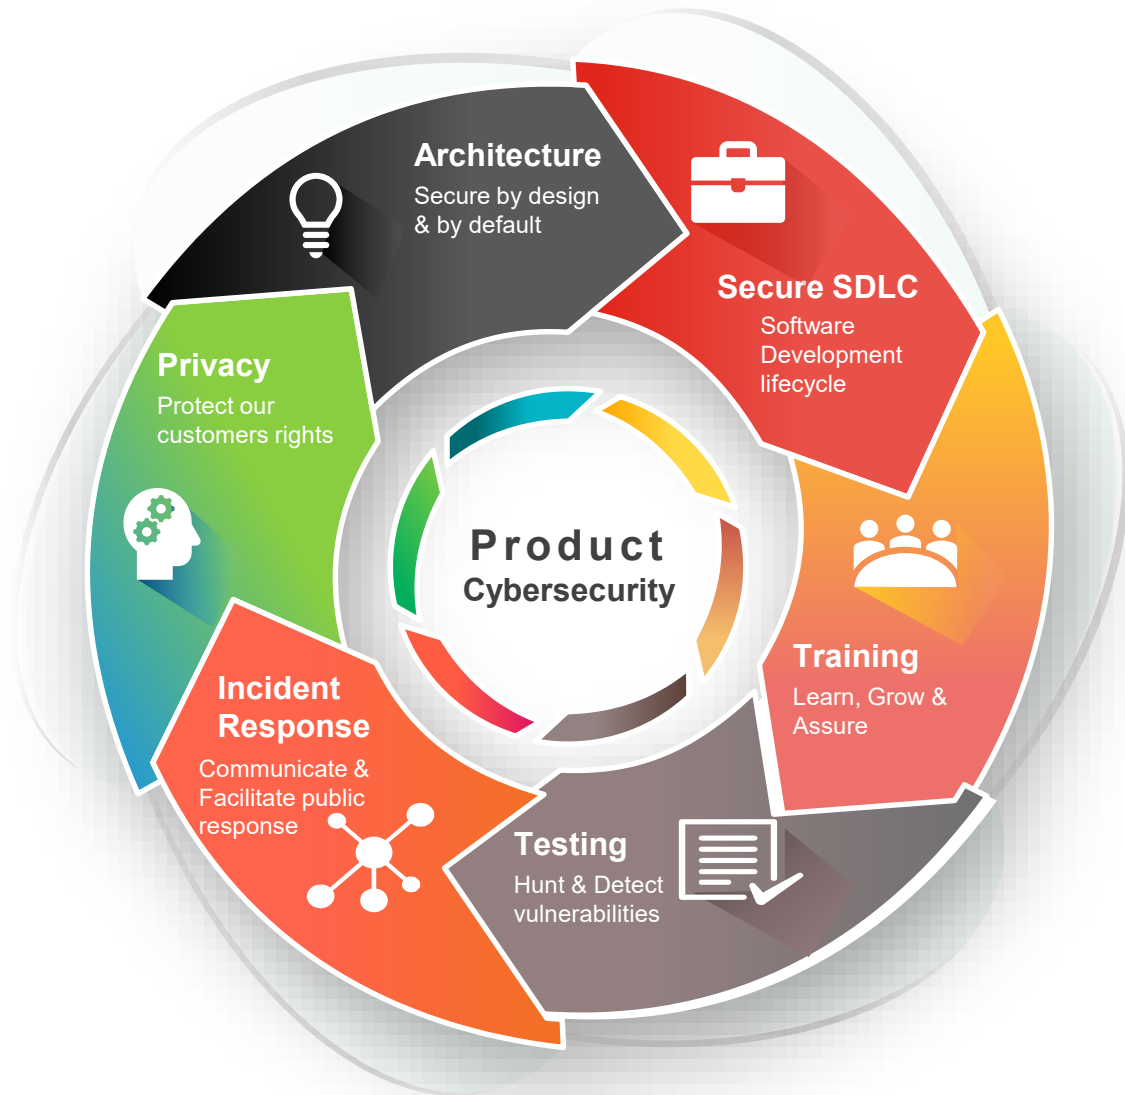 Architecture
Secure by design
& by default
Secure SDLC
Software
Development
lifecycle
Training
Learn, Grow &
Assure
Testing
Hunt & Detect
vulnerabilities
Incident
Response
Communicate &
Facilitate public
response
Privacy
Protect our
customers rights
Product
Cybersecurity